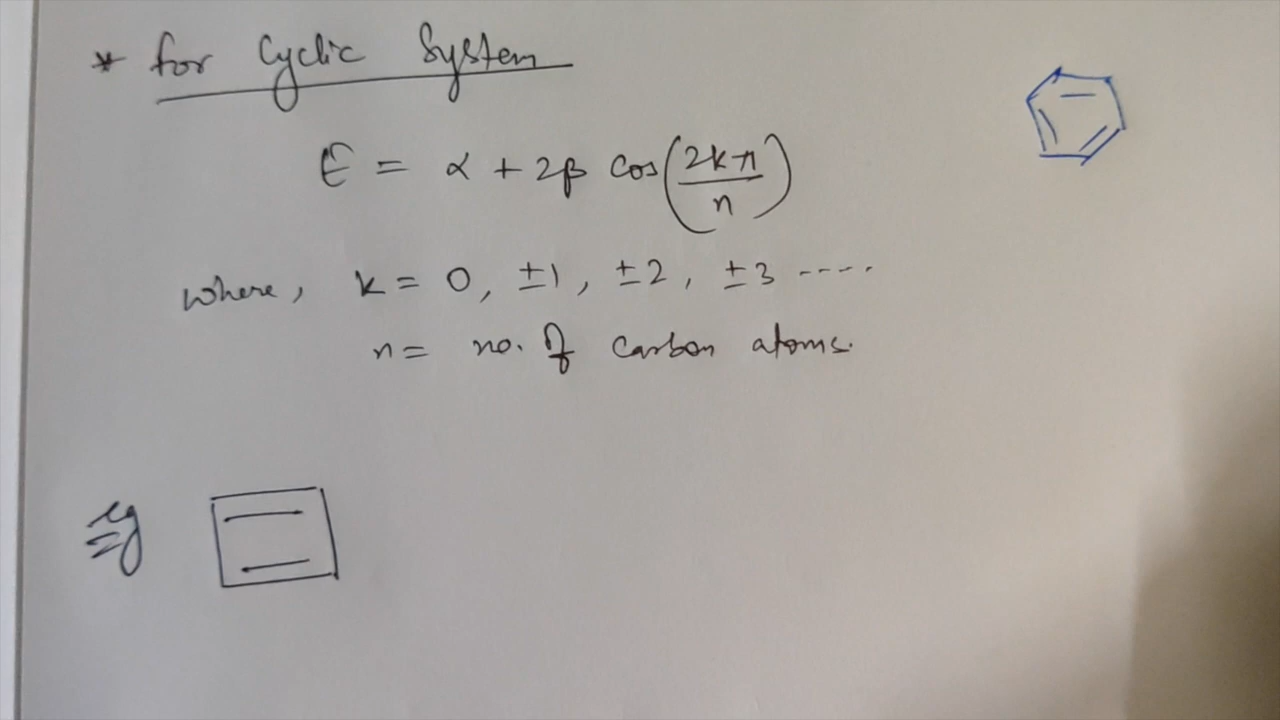 * for Cyclic System
E = α + 2β cos(2kπ/n)
where, k = 0, ±1, ±2, ±3 -----
n = no. of carbon atoms.
eg